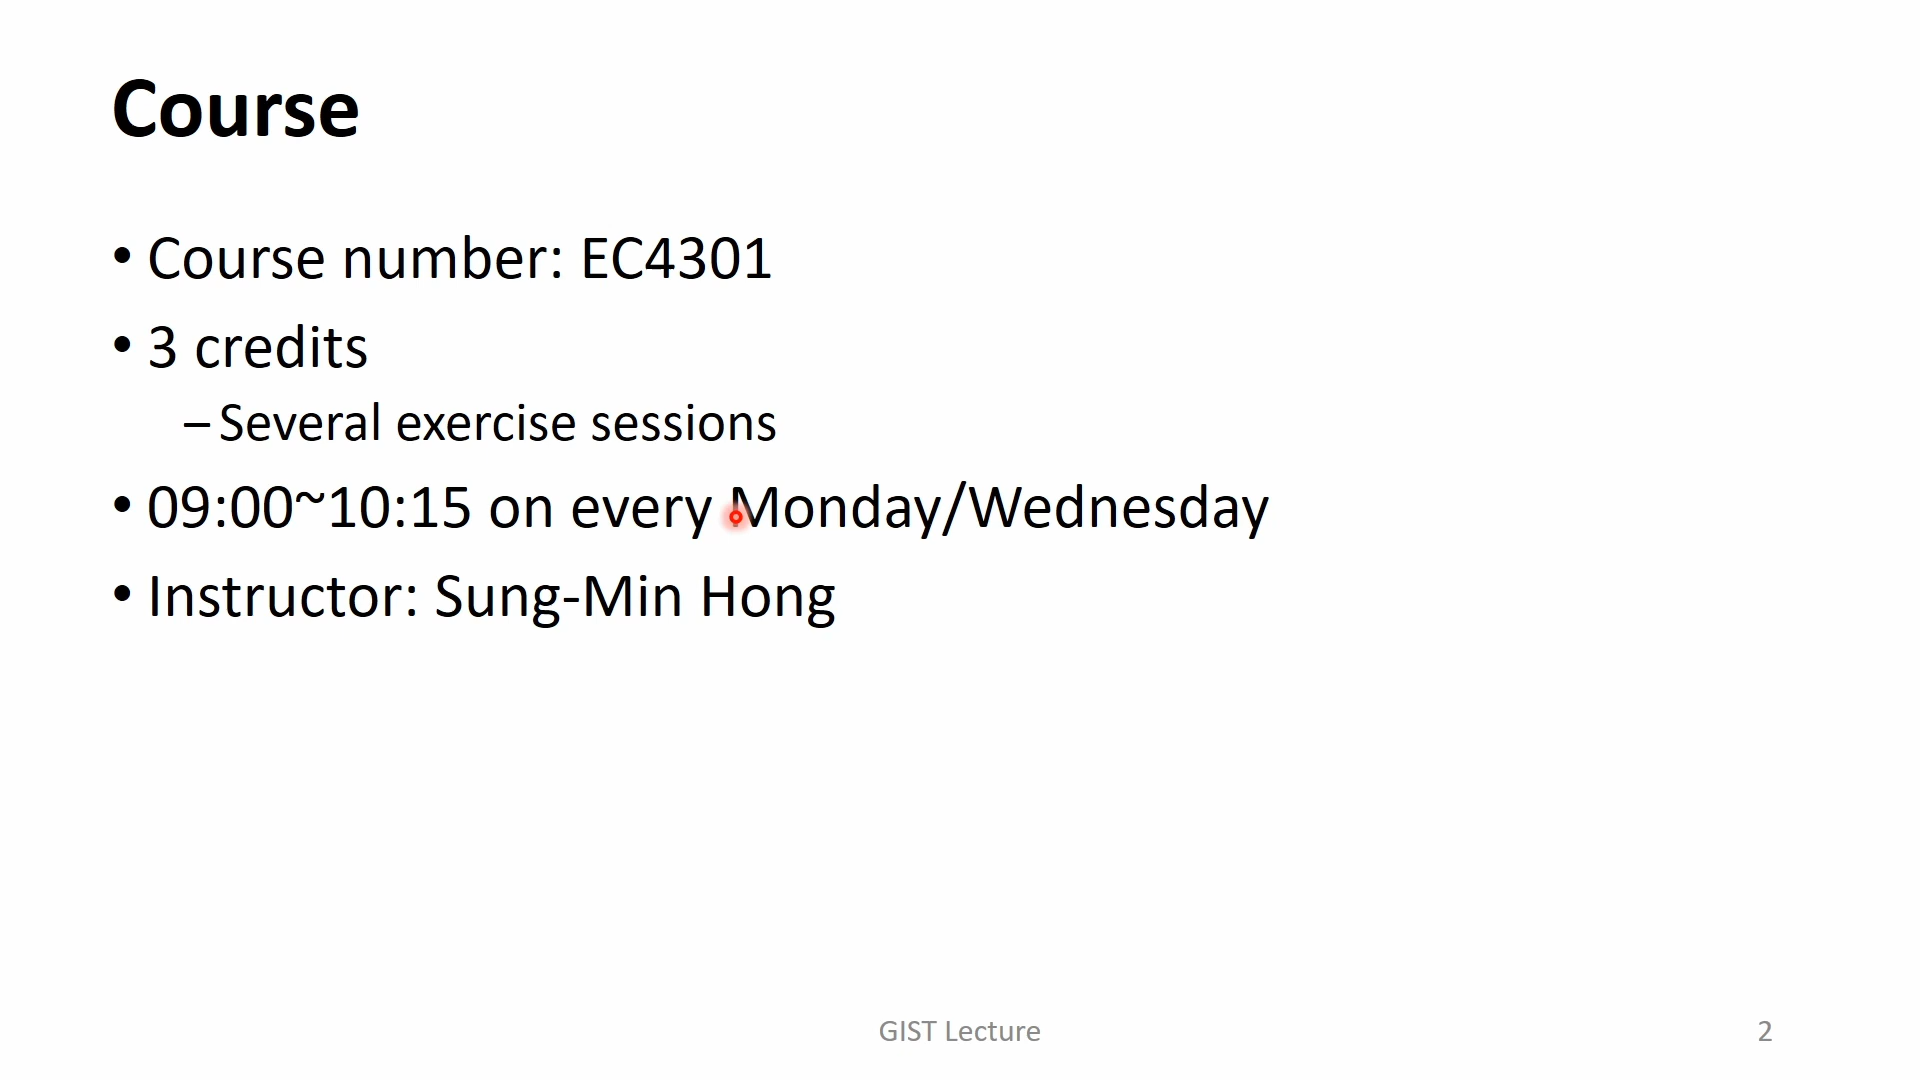 Course
• Course number: EC4301
• 3 credits
– Several exercise sessions
• 09:00~10:15 on every Monday/Wednesday
• Instructor: Sung-Min Hong
GIST Lecture
2